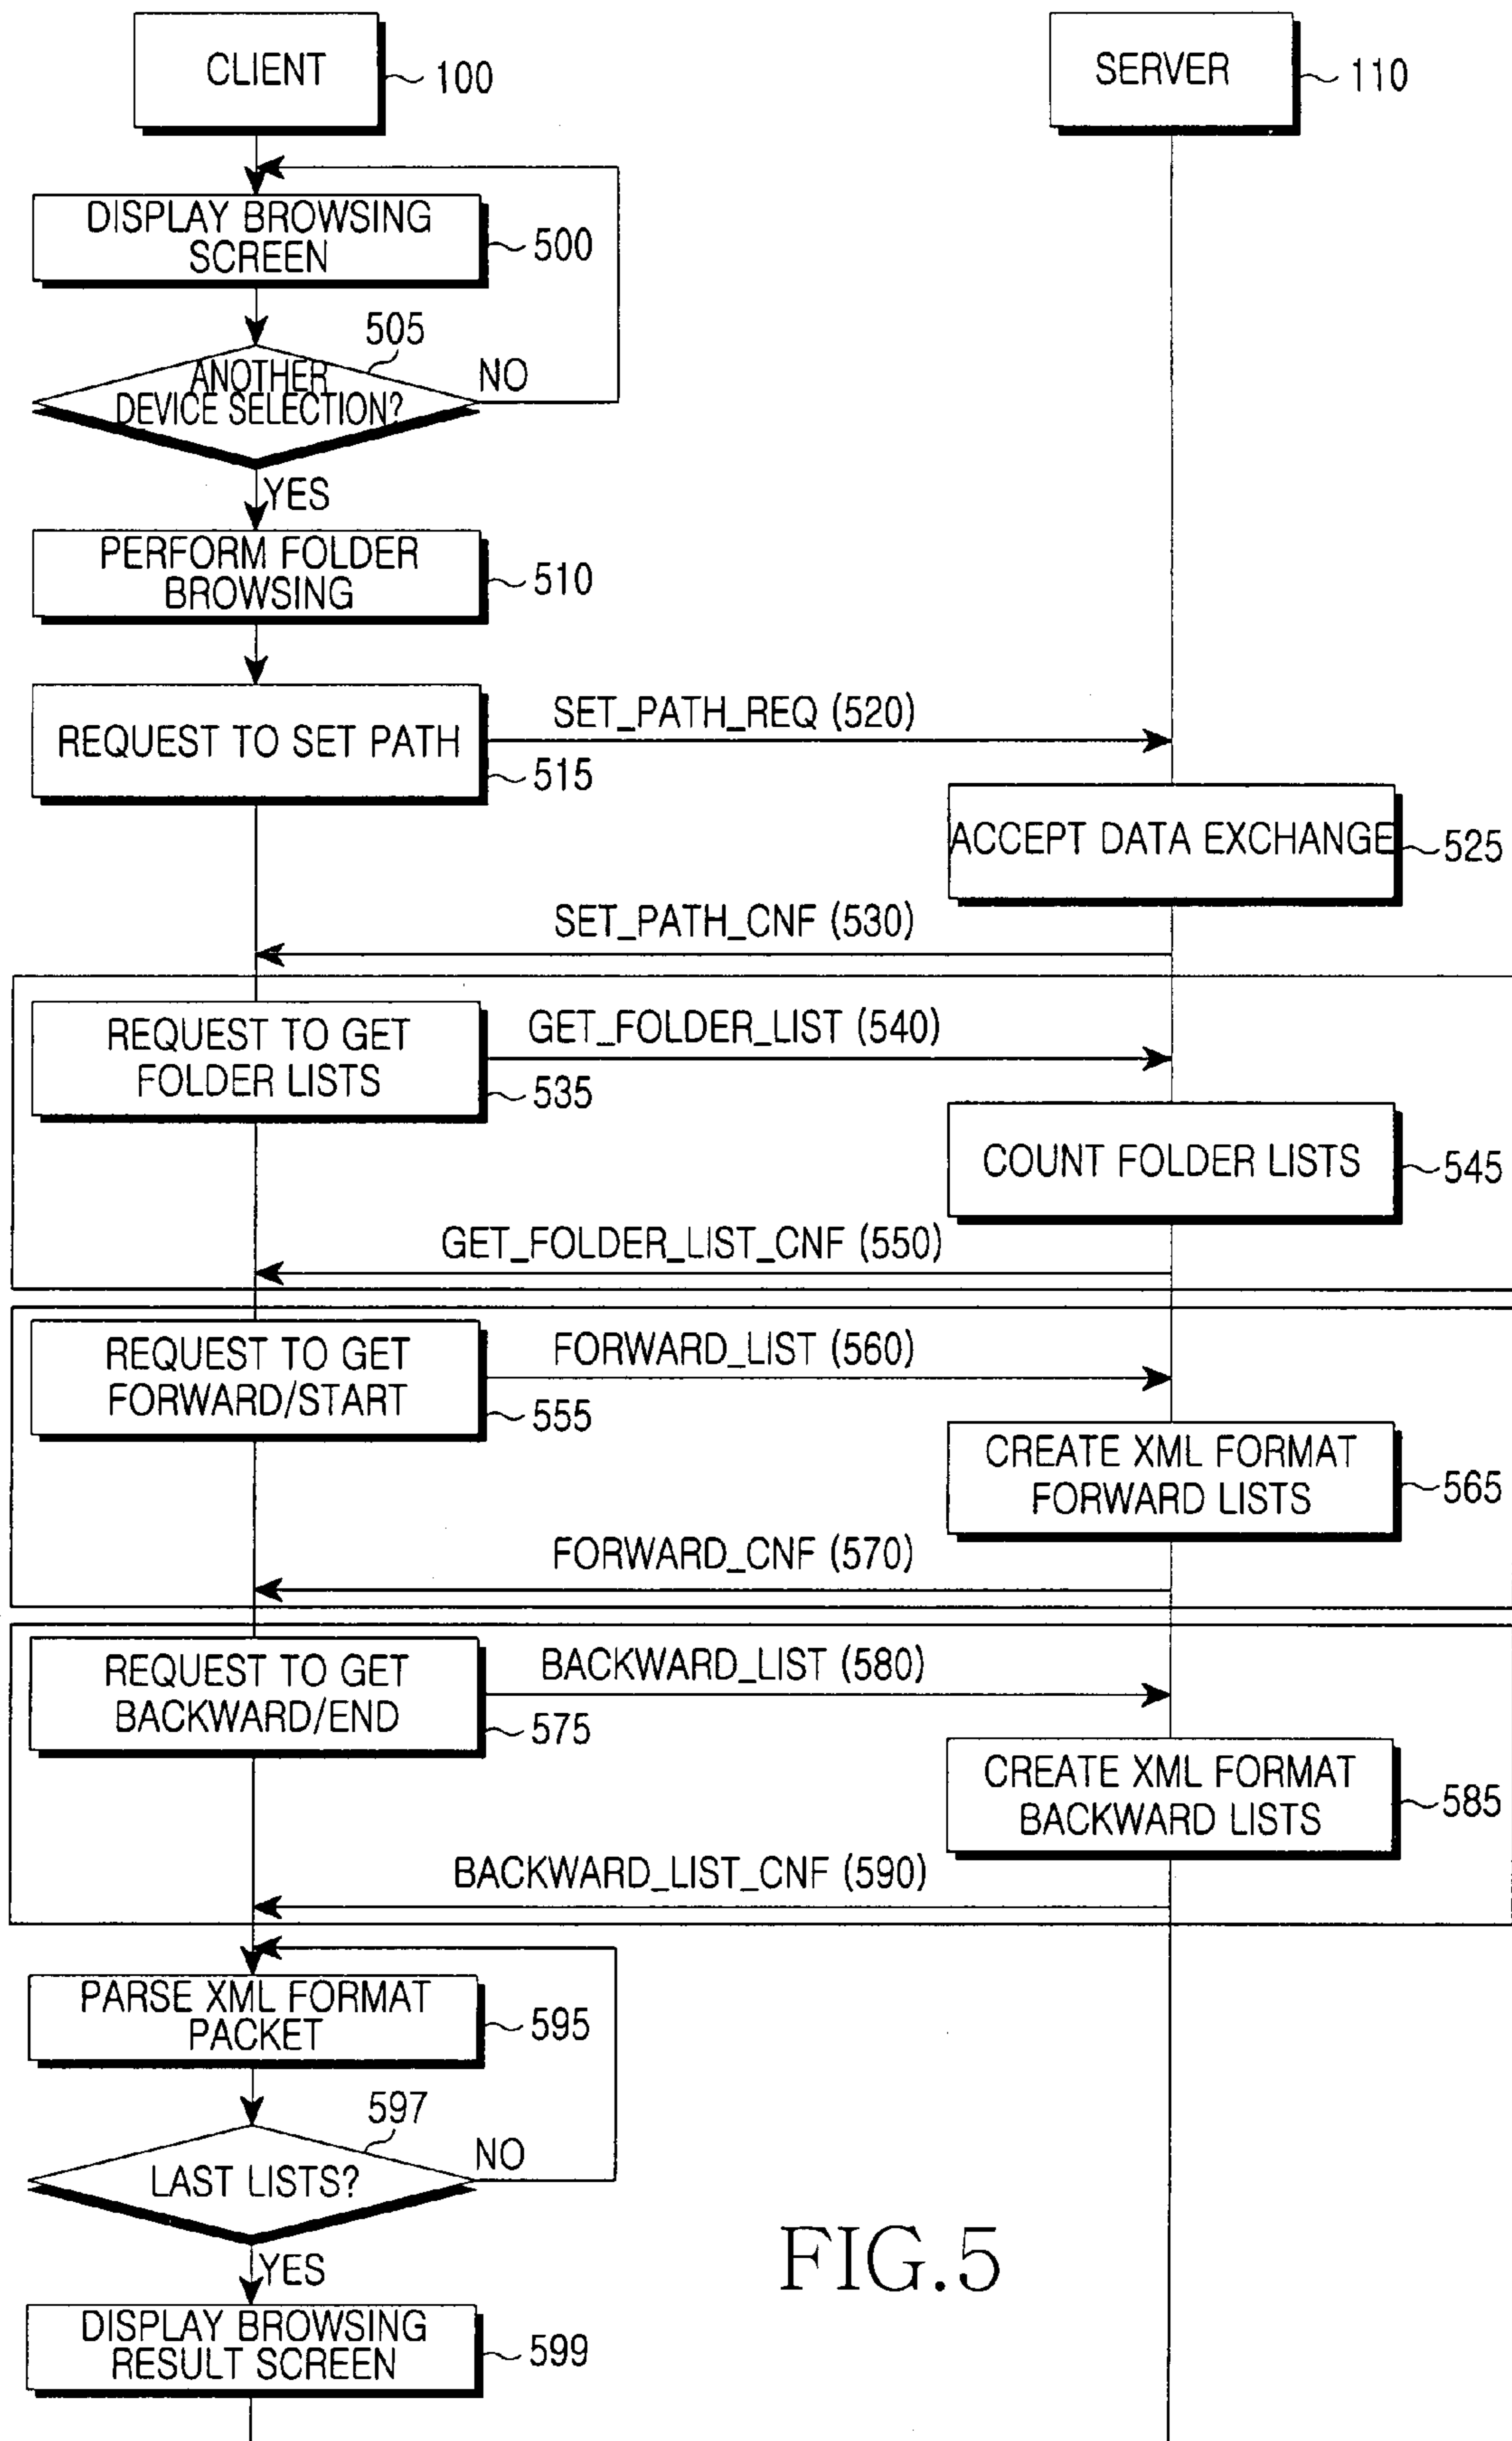 CLIENT
100
SERVER
110
DISPLAY BROWSING
SCREEN
500
505
ANOTHER
DEVICE SELECTION?
NO
YES
PERFORM FOLDER
BROWSING
510
REQUEST TO SET PATH
515
SET_PATH_REQ (520)
ACCEPT DATA EXCHANGE
525
SET_PATH_CNF (530)
REQUEST TO GET
FOLDER LISTS
535
GET_FOLDER_LIST (540)
COUNT FOLDER LISTS
545
GET_FOLDER_LIST_CNF (550)
REQUEST TO GET
FORWARD/START
555
FORWARD_LIST (560)
CREATE XML FORMAT
FORWARD LISTS
565
FORWARD_CNF (570)
REQUEST TO GET
BACKWARD/END
575
BACKWARD_LIST (580)
CREATE XML FORMAT
BACKWARD LISTS
585
BACKWARD_LIST_CNF (590)
PARSE XML FORMAT
PACKET
595
597
LAST LISTS?
NO
YES
DISPLAY BROWSING
RESULT SCREEN
599
FIG.5